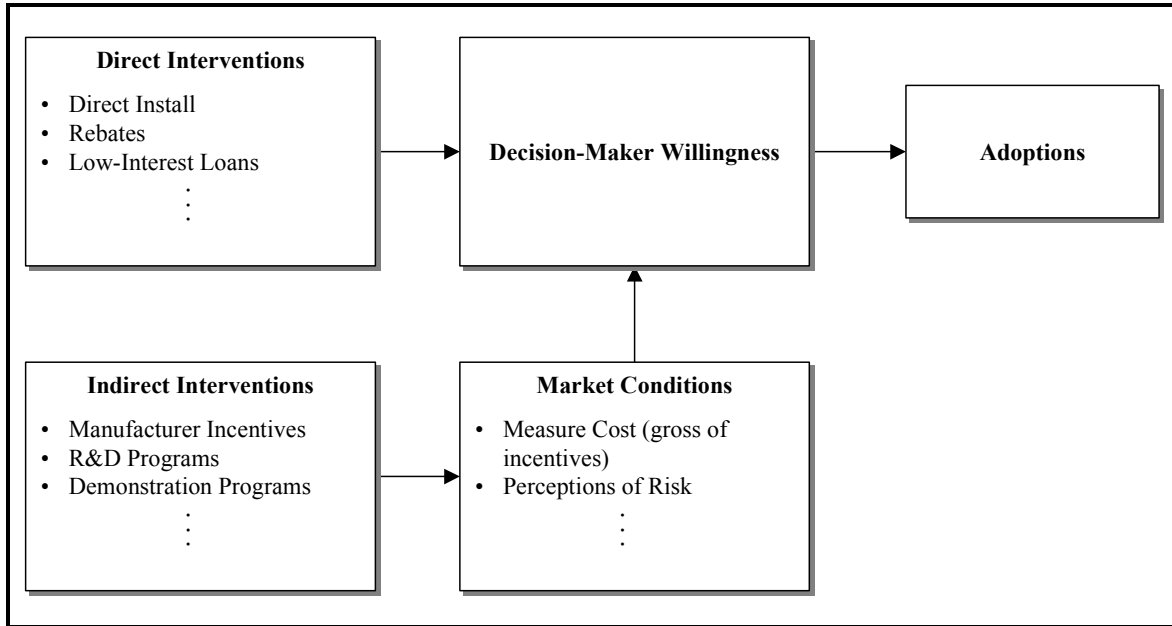 Direct Interventions
• Direct Install
• Rebates
• Low-Interest Loans
.
.
.
Decision-Maker Willingness
Adoptions
Indirect Interventions
• Manufacturer Incentives
• R&D Programs
• Demonstration Programs
.
.
.
Market Conditions
• Measure Cost (gross of
incentives)
• Perceptions of Risk
.
.
.